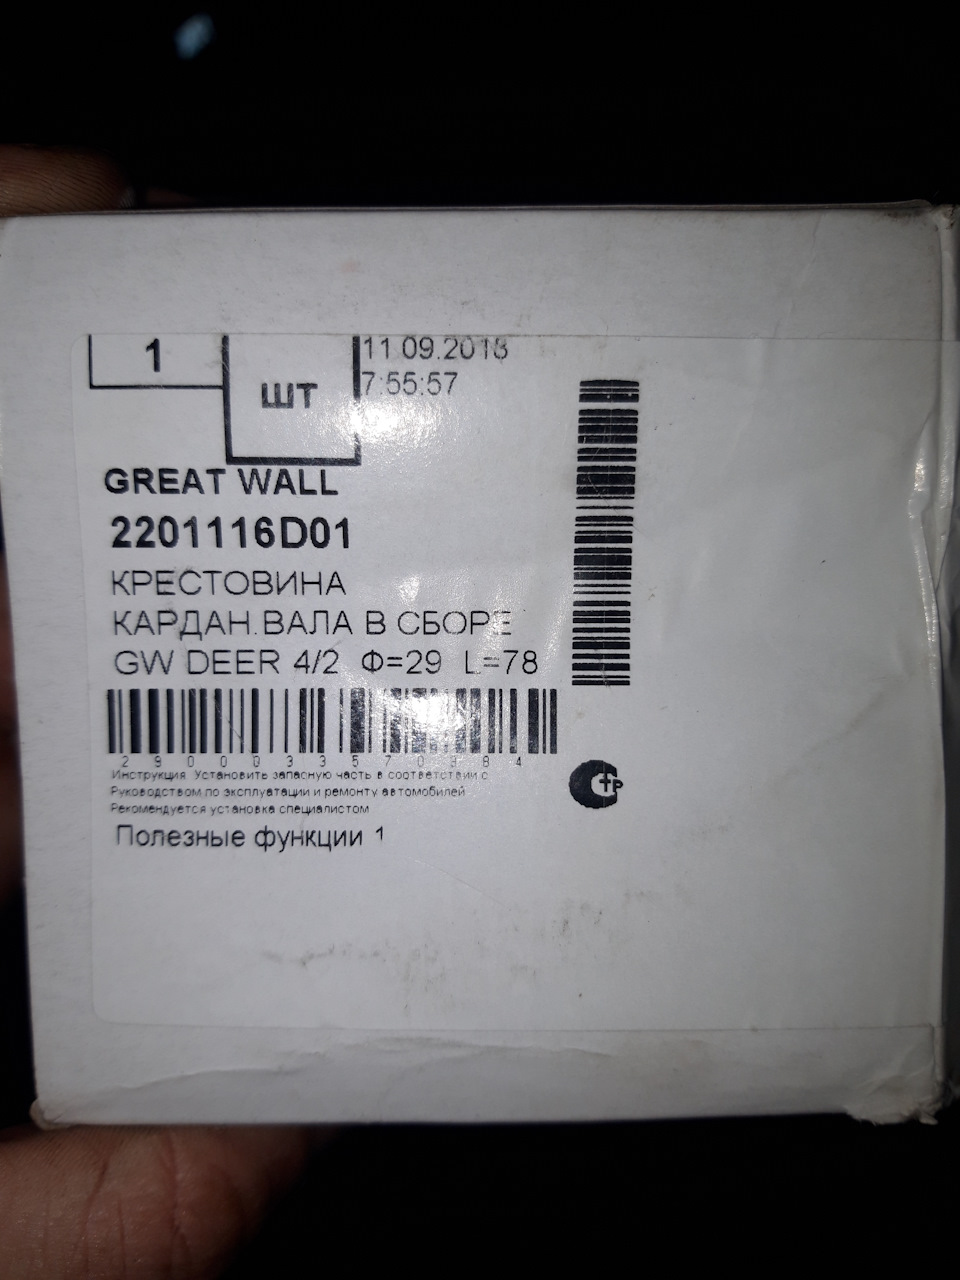 1
шт
11.09.2018
7:55:57
GREAT WALL
2201116D01
КРЕСТОВИНА
КАРДАН.ВАЛА В СБОРЕ
GW DEER 4/2 Ф=29 L=78
2900033570384
Инструкция Установить запасную часть в соответствии с
Руководством по эксплуатации и ремонту автомобилей
Рекомендуется установка специалистом
Полезные функции 1